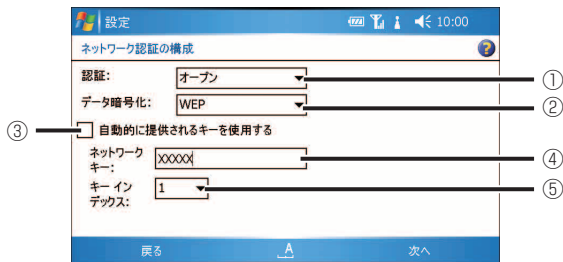 設定 10:00
ネットワーク認証の構成
認証: オープン ①
データ暗号化: WEP ②
③ 自動的に提供されるキーを使用する
ネットワーク
キー: XXXXX ④
キー イン
デックス: 1 ⑤
戻る A 次へ